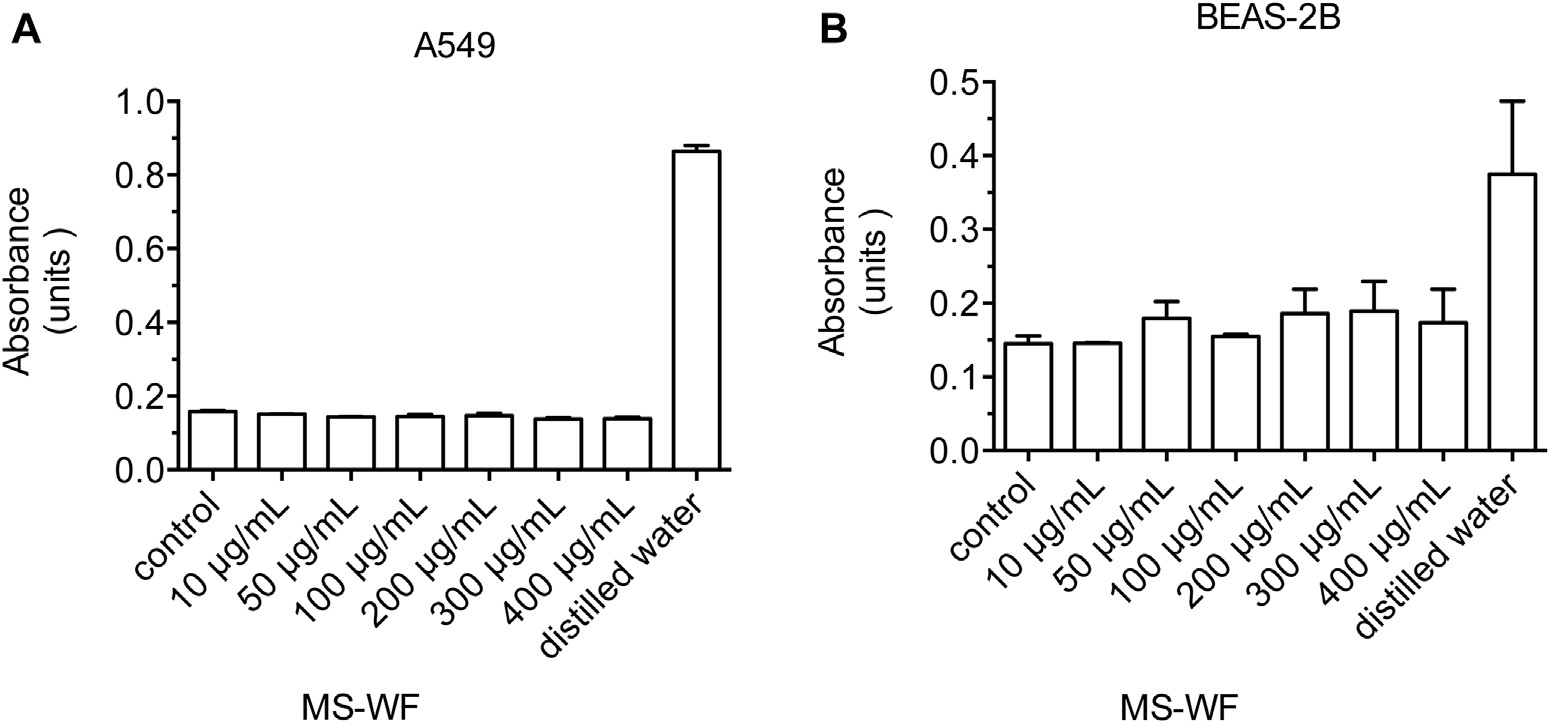 A
A549
Absorbance
(units )
1.0
0.8
0.6
0.4
0.2
0.0
control
10 µg/mL
50 µg/mL
100 µg/mL
200 µg/mL
300 µg/mL
400 µg/mL
distilled water
MS-WF
B
BEAS-2B
Absorbance
(units )
0.5
0.4
0.3
0.2
0.1
0.0
control
10 µg/mL
50 µg/mL
100 µg/mL
200 µg/mL
300 µg/mL
400 µg/mL
distilled water
MS-WF